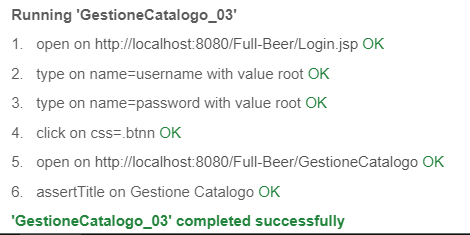 Running 'GestioneCatalogo_03'
1. open on http://localhost:8080/Full-Beer/Login.jsp OK
2. type on name=username with value root OK
3. type on name=password with value root OK
4. click on css=.btnn OK
5. open on http://localhost:8080/Full-Beer/GestioneCatalogo OK
6. assertTitle on Gestione Catalogo OK
'GestioneCatalogo_03' completed successfully